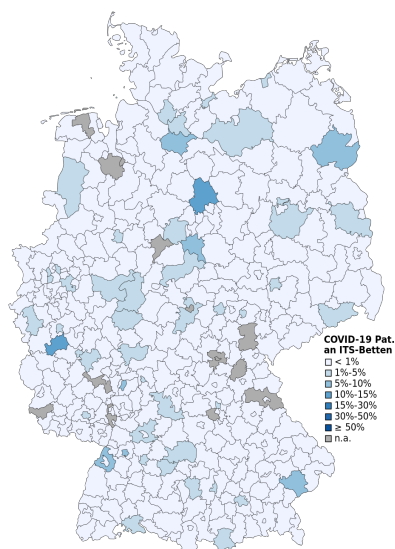 COVID-19 Pat.
an ITS-Betten
< 1%
1%-5%
5%-10%
10%-15%
15%-30%
30%-50%
≥ 50%
n.a.